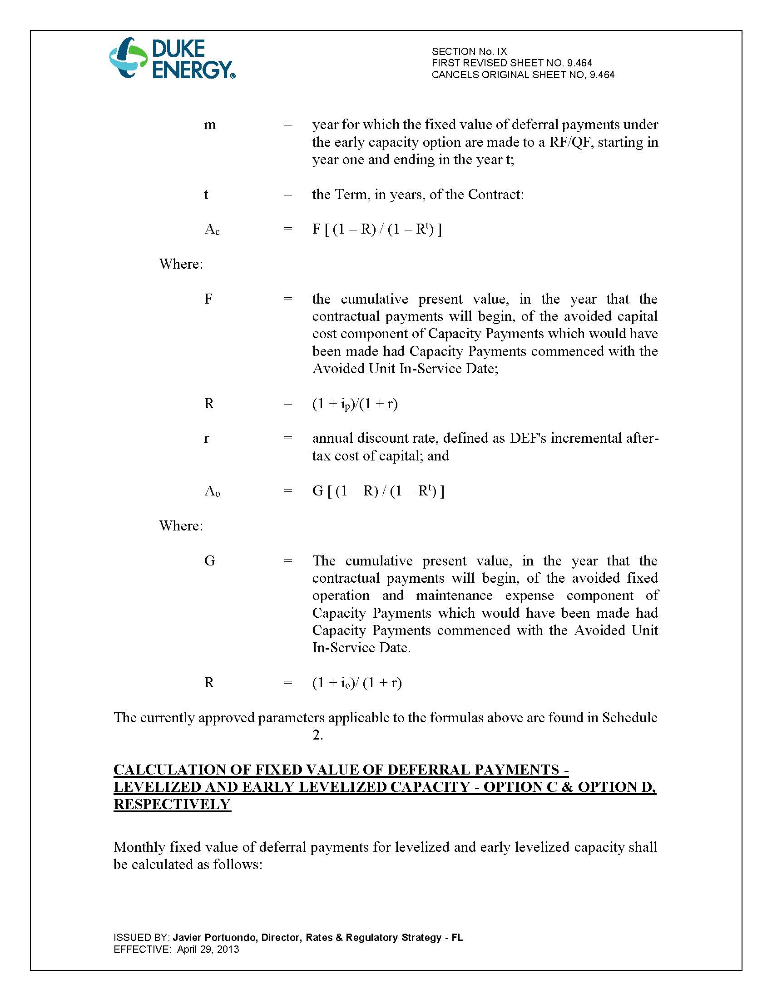 DUKE
ENERGY®
SECTION No. IX
FIRST REVISED SHEET NO. 9.464
CANCELS ORIGINAL SHEET NO, 9.464
m = year for which the fixed value of deferral payments under
the early capacity option are made to a RF/QF, starting in
year one and ending in the year t;
t = the Term, in years, of the Contract:
Ac = F [ (1 – R) / (1 – Rt) ]
Where:
F = the cumulative present value, in the year that the
contractual payments will begin, of the avoided capital
cost component of Capacity Payments which would have
been made had Capacity Payments commenced with the
Avoided Unit In-Service Date;
R = (1 + ip)/(1 + r)
r = annual discount rate, defined as DEF's incremental after-
tax cost of capital; and
Ao = G [ (1 – R) / (1 – Rt) ]
Where:
G = The cumulative present value, in the year that the
contractual payments will begin, of the avoided fixed
operation and maintenance expense component of
Capacity Payments which would have been made had
Capacity Payments commenced with the Avoided Unit
In-Service Date.
R = (1 + io)/ (1 + r)
The currently approved parameters applicable to the formulas above are found in Schedule
2.
CALCULATION OF FIXED VALUE OF DEFERRAL PAYMENTS -
LEVELIZED AND EARLY LEVELIZED CAPACITY - OPTION C & OPTION D,
RESPECTIVELY
Monthly fixed value of deferral payments for levelized and early levelized capacity shall
be calculated as follows:
ISSUED BY: Javier Portuondo, Director, Rates & Regulatory Strategy - FL
EFFECTIVE: April 29, 2013